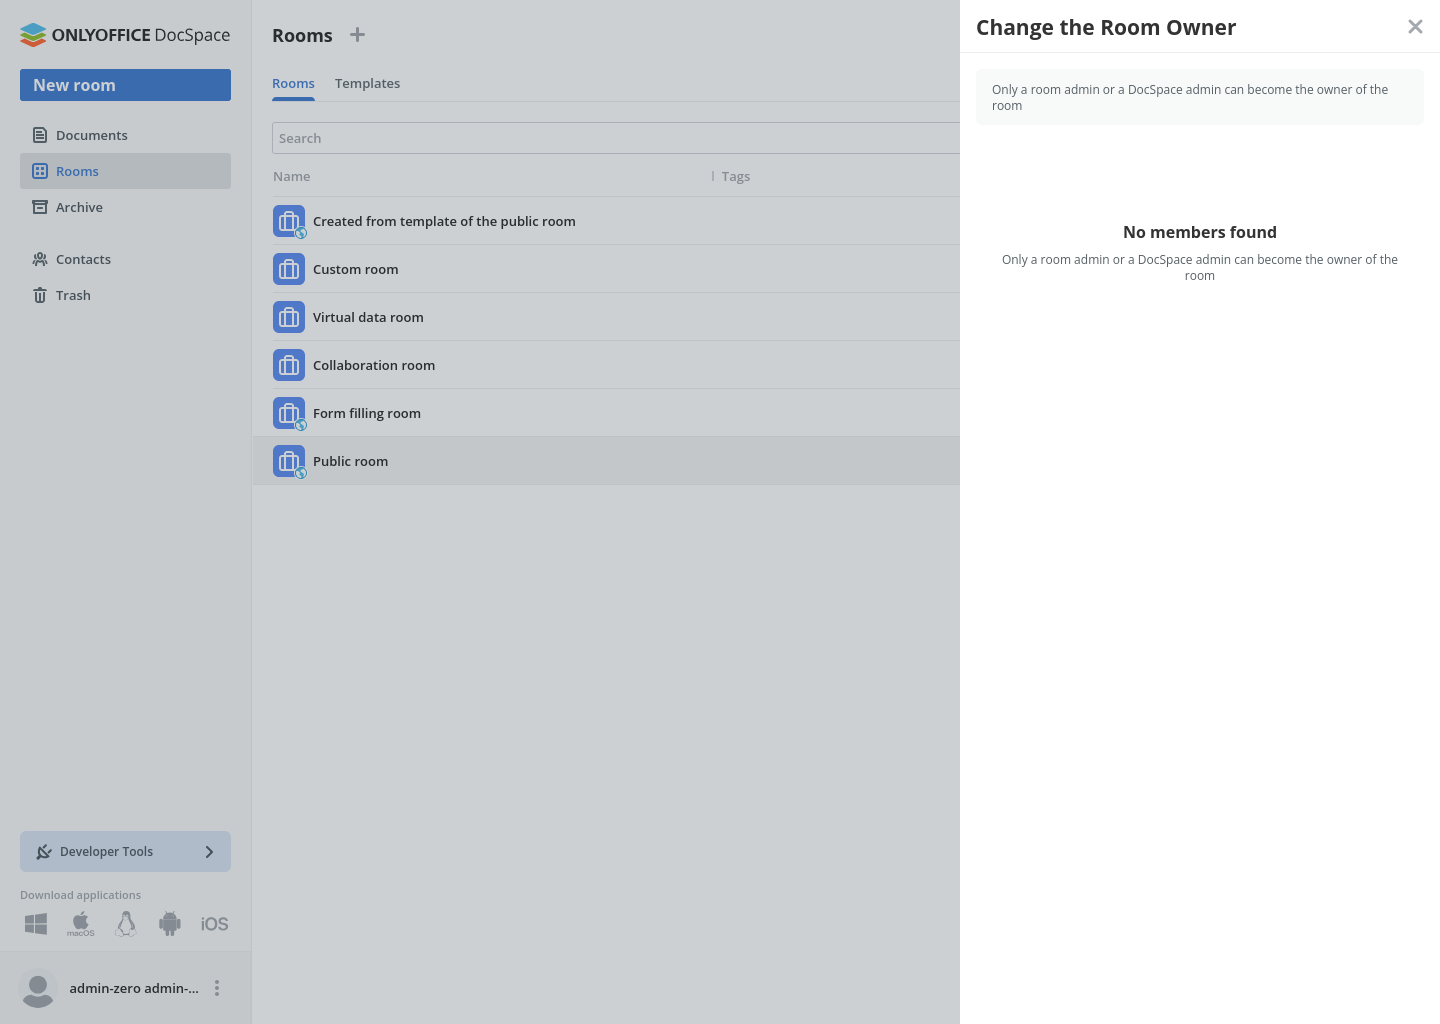 ONLYOFFICE DocSpace
New room
Documents
Rooms
Archive
Contacts
Trash
Developer Tools
Download applications
macOS
iOS
admin-zero admin-...
Rooms
Rooms Templates
Search
Name Tags
Created from template of the public room
Custom room
Virtual data room
Collaboration room
Form filling room
Public room
Change the Room Owner
Only a room admin or a DocSpace admin can become the owner of the
room
No members found
Only a room admin or a DocSpace admin can become the owner of the
room